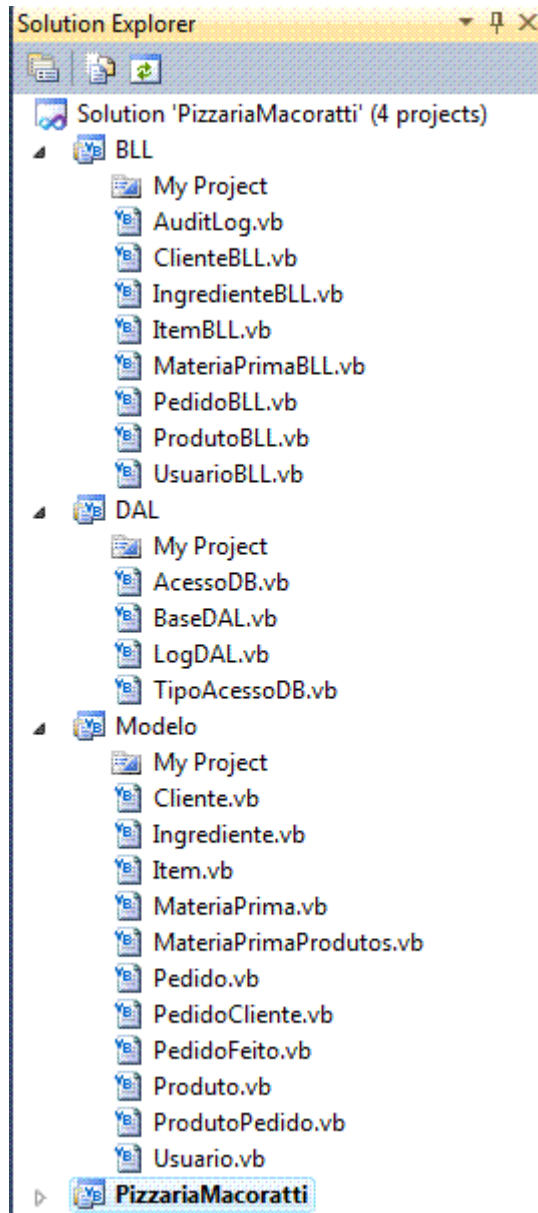 Solution Explorer
Solution 'PizzariaMacoratti' (4 projects)
BLL
My Project
AuditLog.vb
ClienteBLL.vb
IngredienteBLL.vb
ItemBLL.vb
MateriaPrimaBLL.vb
PedidoBLL.vb
ProdutoBLL.vb
UsuarioBLL.vb
DAL
My Project
AcessoDB.vb
BaseDAL.vb
LogDAL.vb
TipoAcessoDB.vb
Modelo
My Project
Cliente.vb
Ingrediente.vb
Item.vb
MateriaPrima.vb
MateriaPrimaProdutos.vb
Pedido.vb
PedidoCliente.vb
PedidoFeito.vb
Produto.vb
ProdutoPedido.vb
Usuario.vb
PizzariaMacoratti